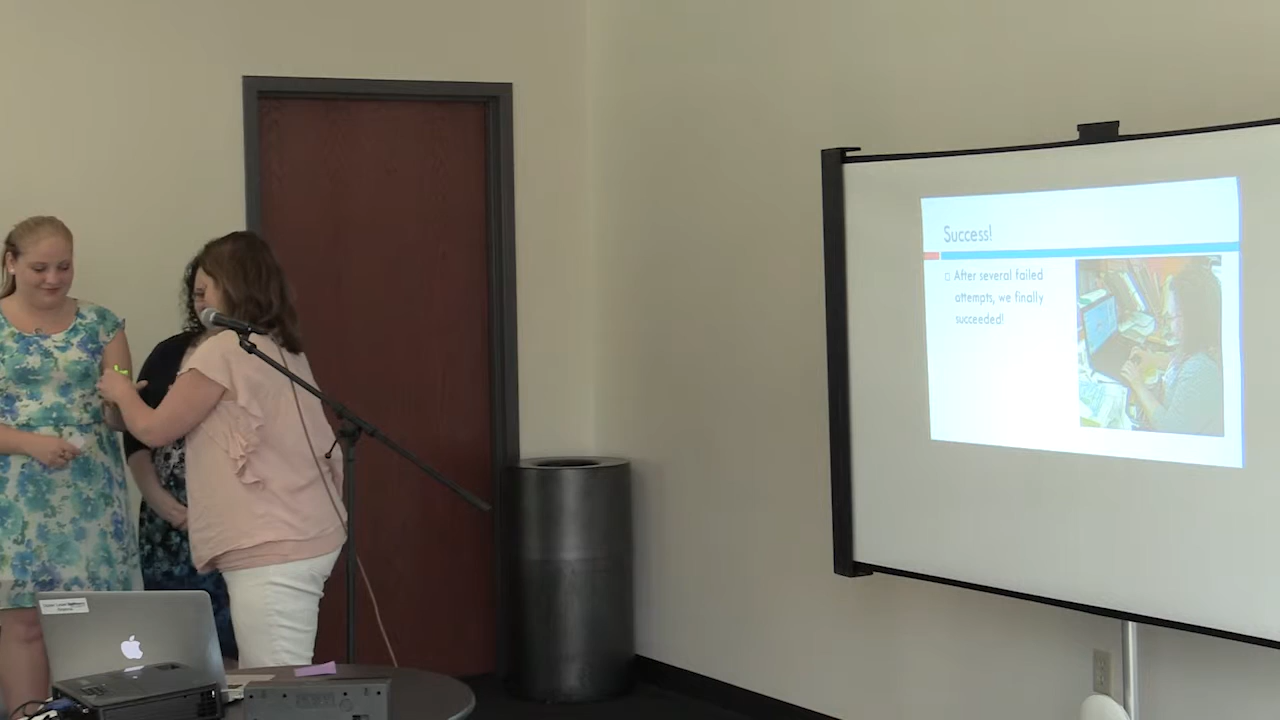 Success!
After several failed
attempts, we finally
succeeded!